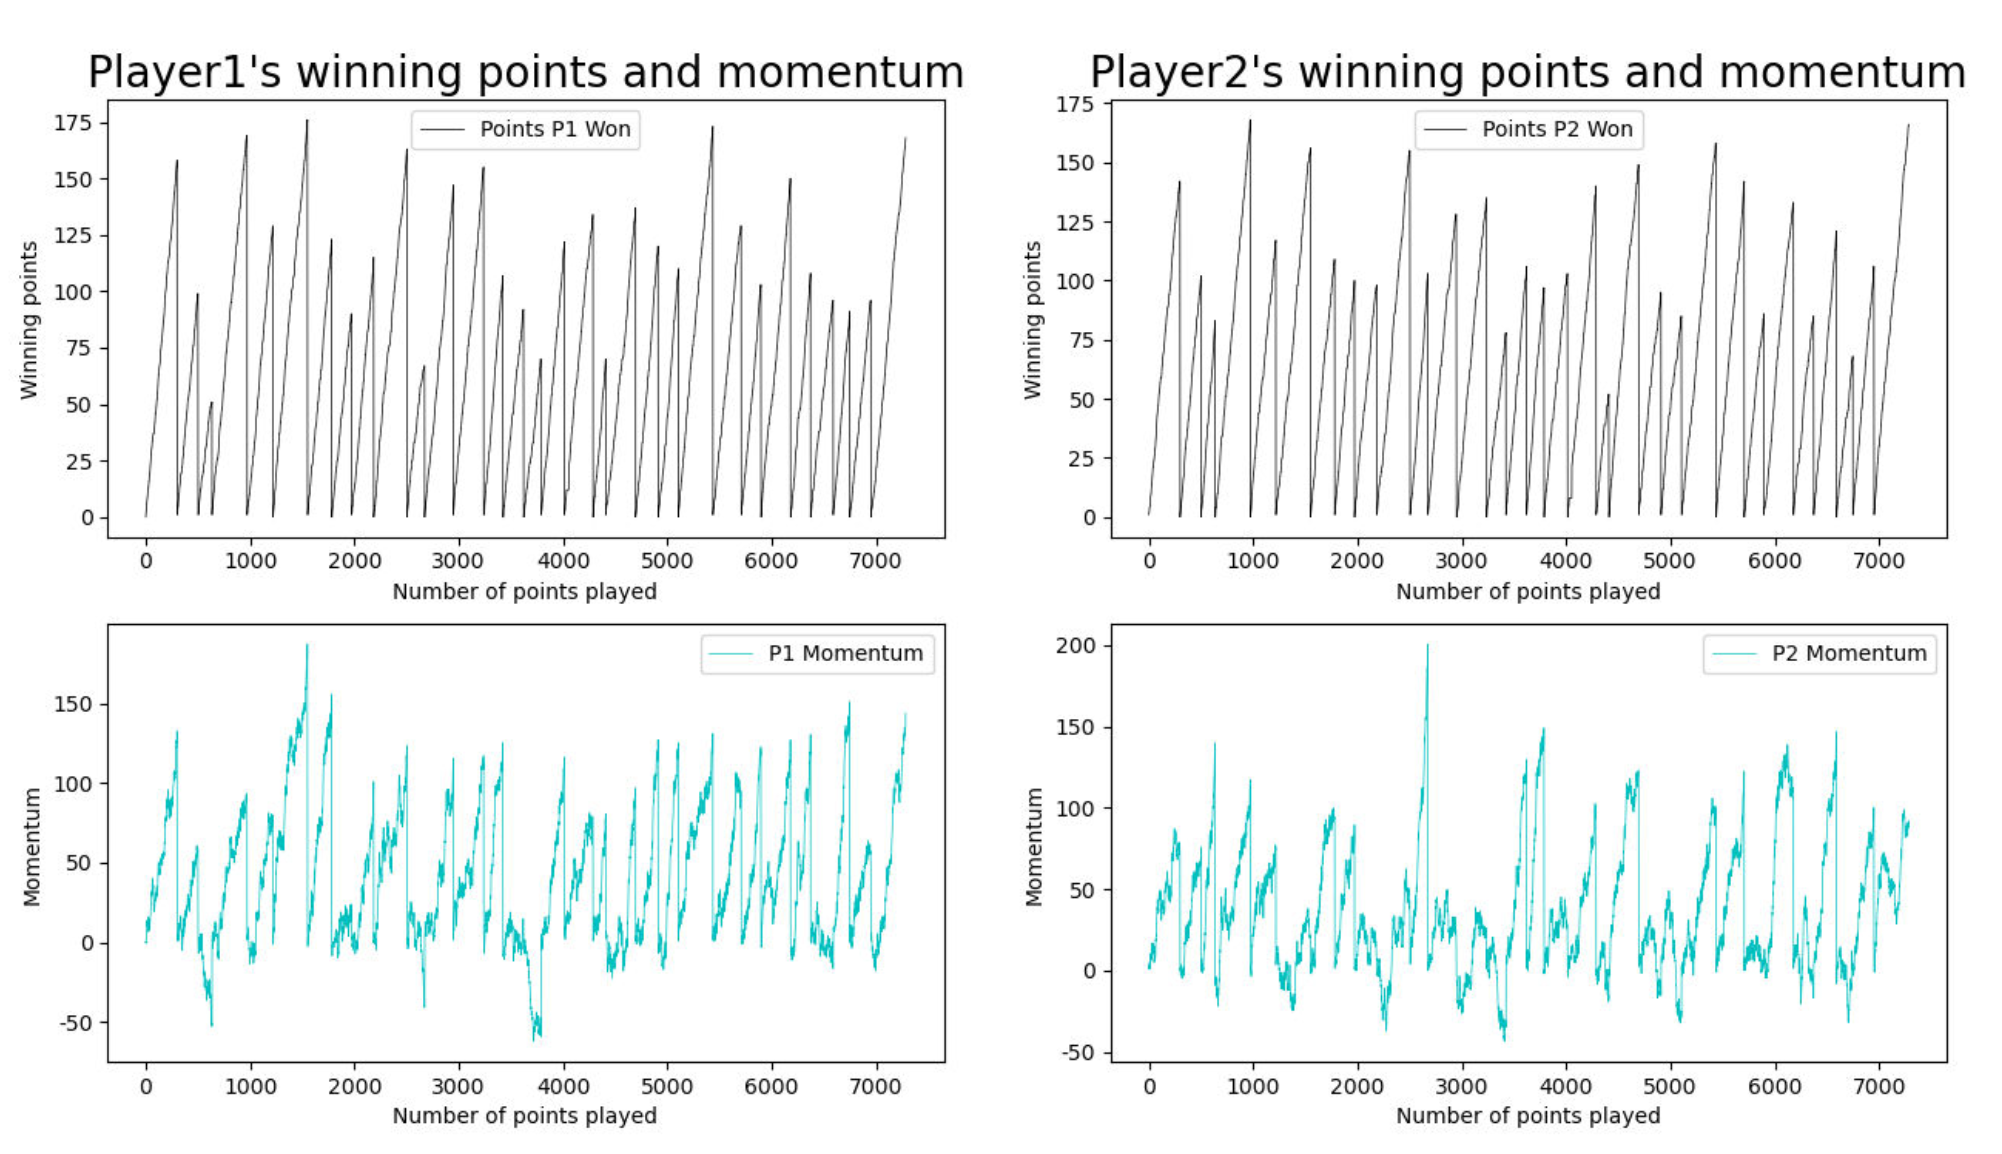 Player1's winning points and momentum
Points P1 Won
175
150
125
100
75
50
25
0
Winning points
0 1000 2000 3000 4000 5000 6000 7000
Number of points played
Player2's winning points and momentum
Points P2 Won
175
150
125
100
75
50
25
0
Winning points
0 1000 2000 3000 4000 5000 6000 7000
Number of points played
P1 Momentum
150
100
50
0
-50
Momentum
0 1000 2000 3000 4000 5000 6000 7000
Number of points played
P2 Momentum
200
150
100
50
0
-50
Momentum
0 1000 2000 3000 4000 5000 6000 7000
Number of points played